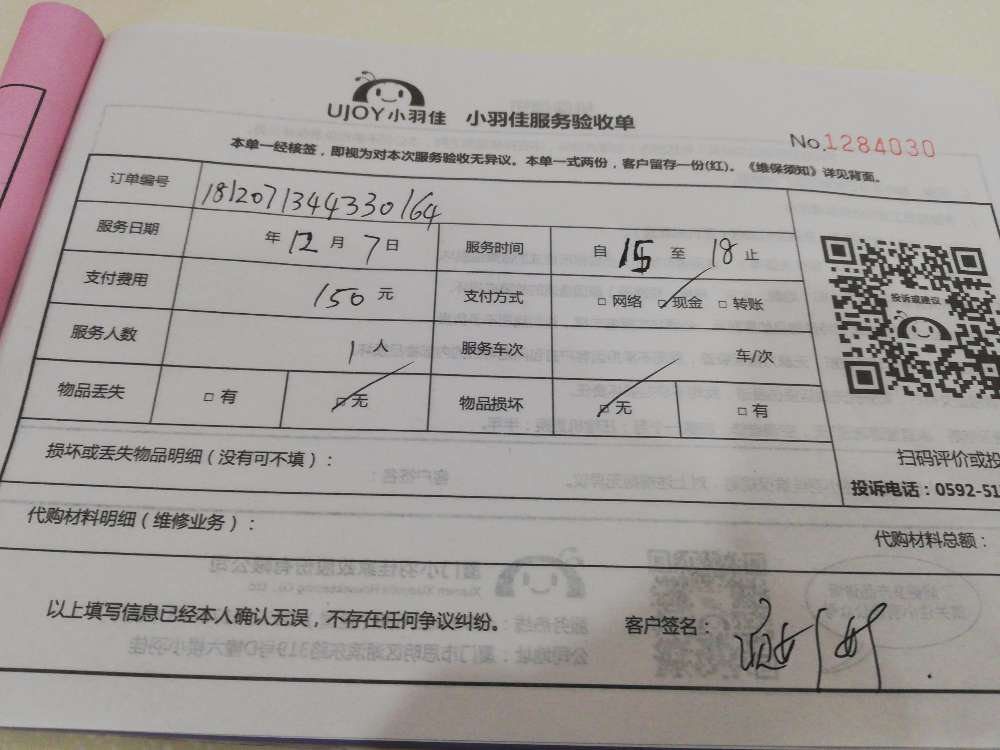 UJOY小羽佳 小羽佳服务验收单
No.1284030
本单一经核签，即视为对本次服务验收无异议。本单一式两份，客户留存一份(红)。《维保须知》详见背面。
订单编号 1812071344330164
服务日期 年 12 月 7 日 服务时间 自 15 至 18 止
支付费用 150 元 支付方式 □ 网络 □ 现金 □ 转账
投诉或建议
服务人数 1 人 服务车次 车/次
物品丢失 □ 有 □ 无 物品损坏 □ 无 □ 有
损坏或丢失物品明细（没有可不填）：
扫码评价或投
投诉电话：0592-51
代购材料明细（维修业务）：
代购材料总额：
以上填写信息已经本人确认无误，不存在任何争议纠纷。
客户签名：